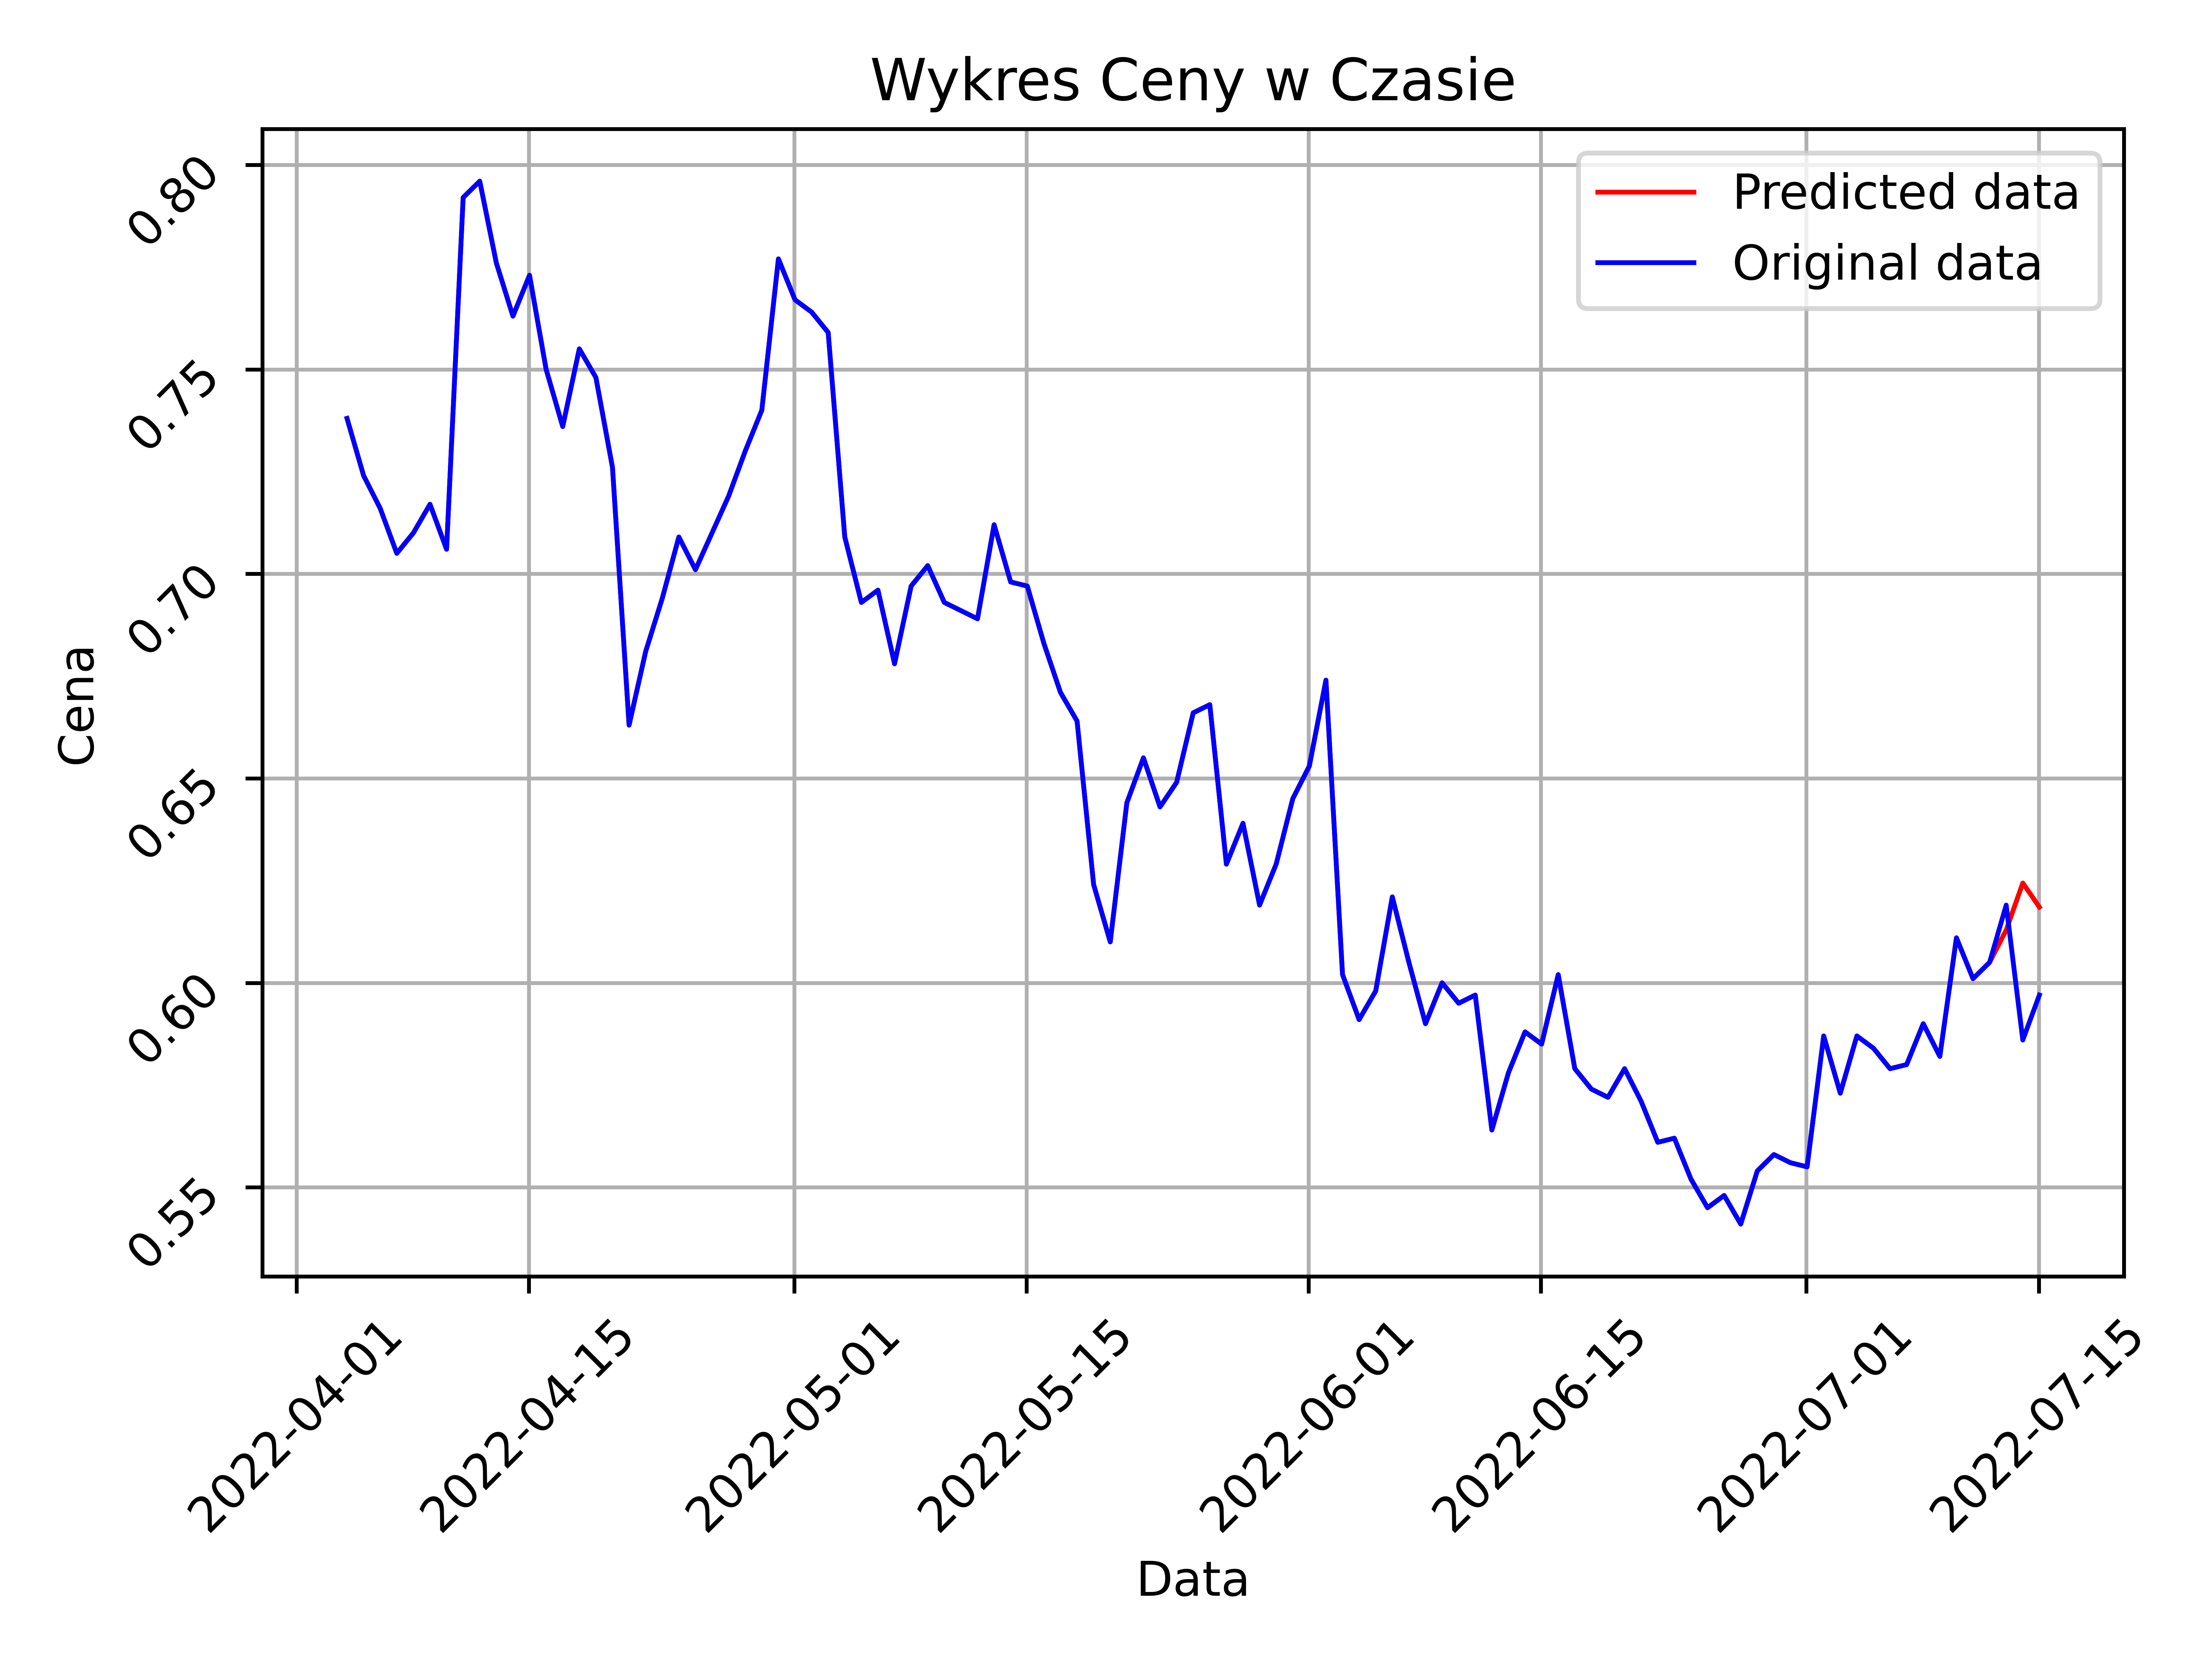 Wykres Ceny w Czasie
Predicted data
Original data
Cena
0.80
0.75
0.70
0.65
0.60
0.55
2022-04-01
2022-04-15
2022-05-01
2022-05-15
2022-06-01
2022-06-15
2022-07-01
2022-07-15
Data